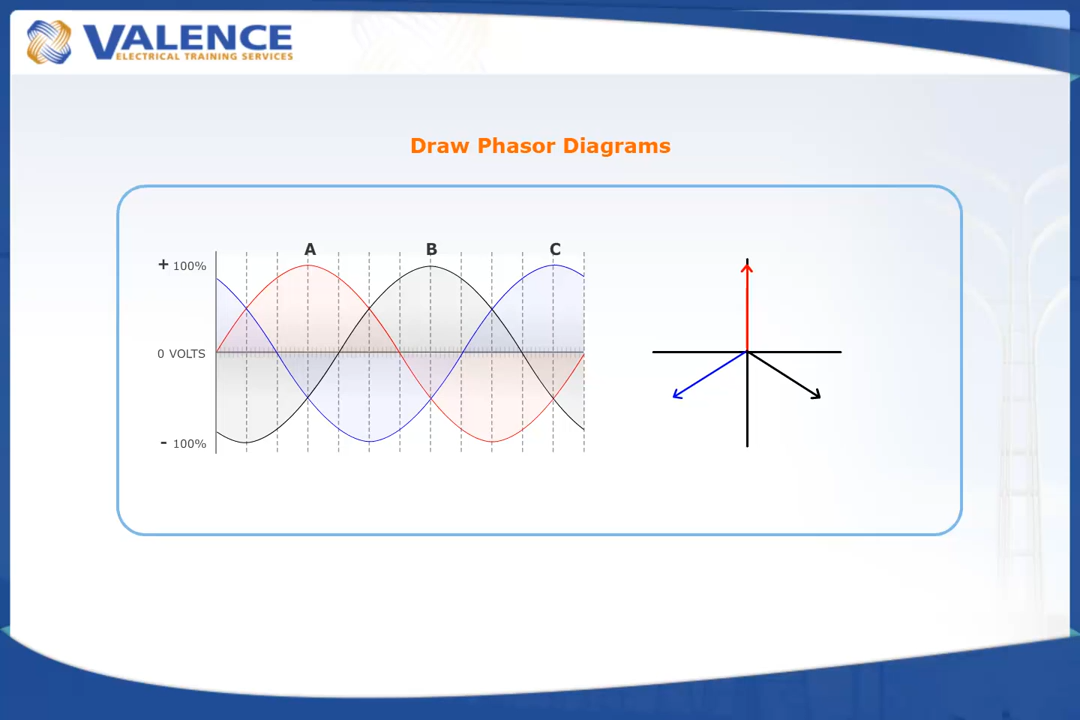 VALENCE
ELECTRICAL TRAINING SERVICES
Draw Phasor Diagrams
A B C
+ 100%
0 VOLTS
- 100%